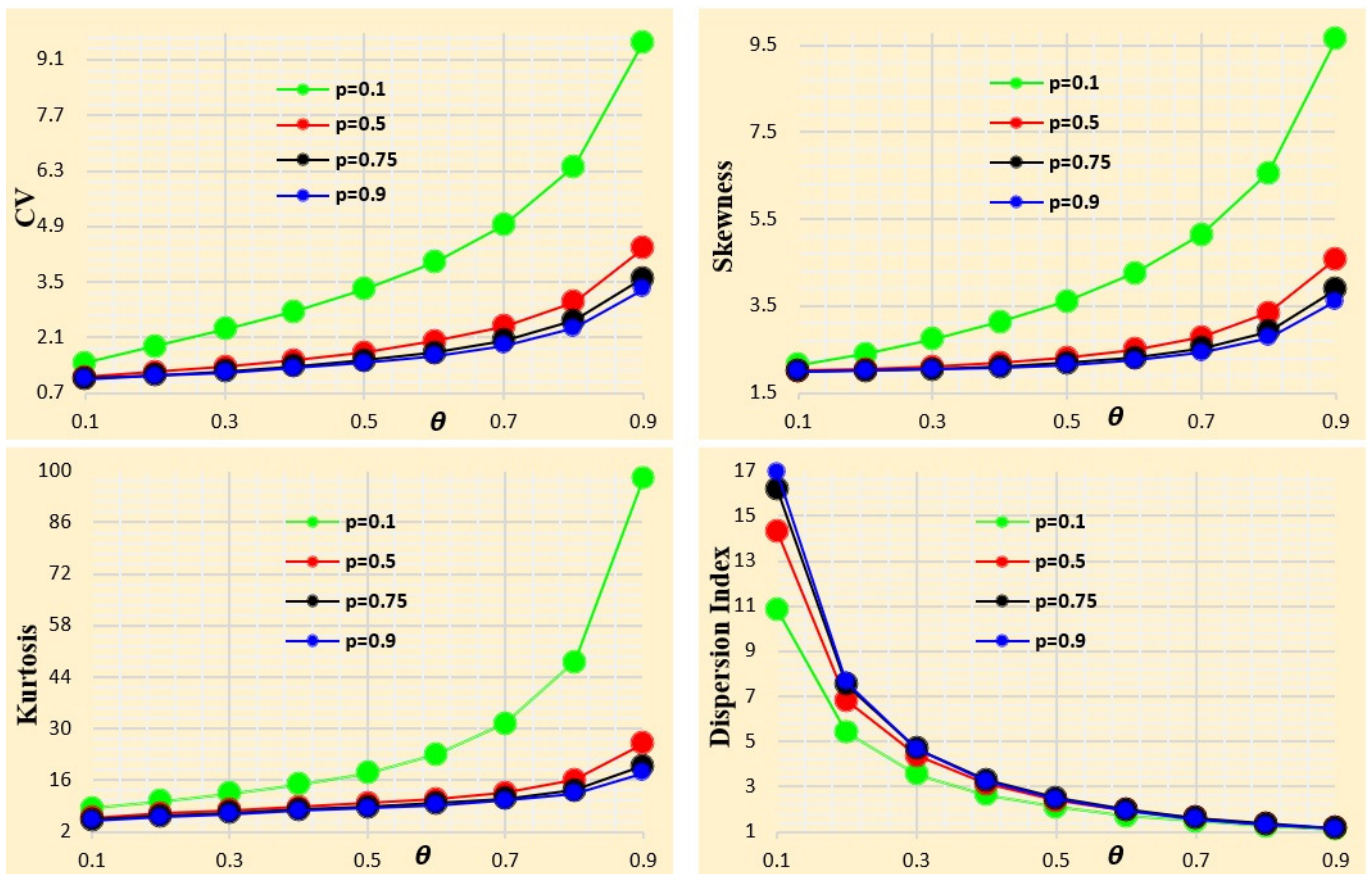 9.1
7.7
6.3
4.9
3.5
2.1
0.7
CV
p=0.1
p=0.5
p=0.75
p=0.9
0.1 0.3 0.5 θ 0.7 0.9
9.5
7.5
5.5
3.5
1.5
Skewness
p=0.1
p=0.5
p=0.75
p=0.9
0.1 0.3 0.5 θ 0.7 0.9
100
86
72
58
44
30
16
2
Kurtosis
p=0.1
p=0.5
p=0.75
p=0.9
0.1 0.3 0.5 θ 0.7 0.9
17
15
13
11
9
7
5
3
1
Dispersion Index
p=0.1
p=0.5
p=0.75
p=0.9
0.1 0.3 0.5 θ 0.7 0.9